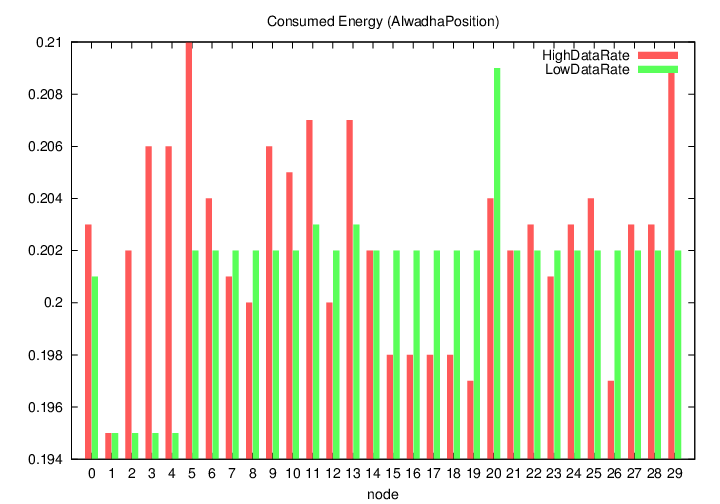 Consumed Energy (AlwadhaPosition)
HighDataRate
LowDataRate
0.21
0.208
0.206
0.204
0.202
0.2
0.198
0.196
0.194
0 1 2 3 4 5 6 7 8 9 10 11 12 13 14 15 16 17 18 19 20 21 22 23 24 25 26 27 28 29
node